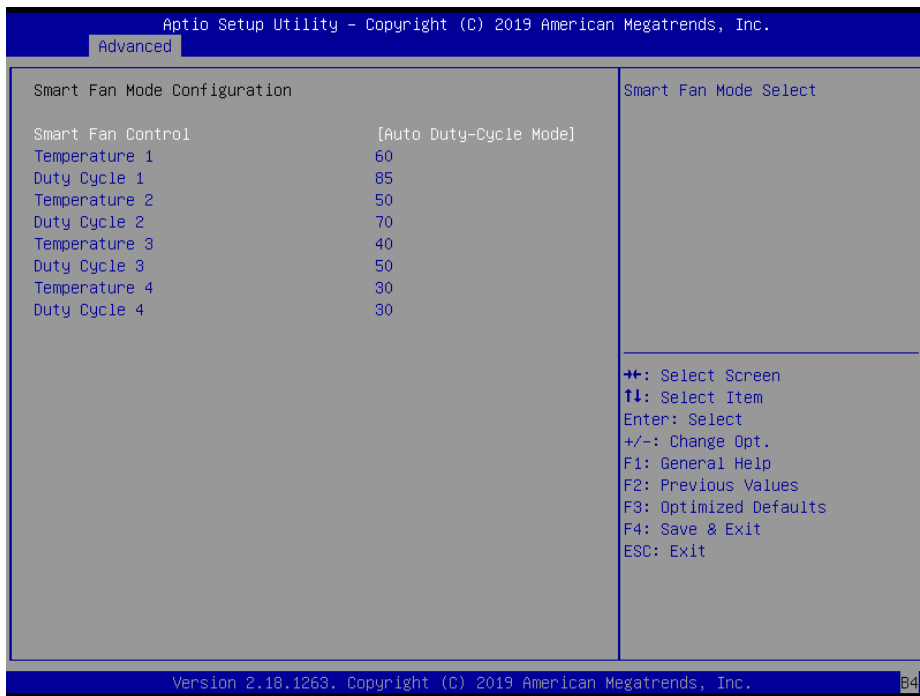 Aptio Setup Utility – Copyright (C) 2019 American Megatrends, Inc.
Advanced
Smart Fan Mode Configuration
Smart Fan Control [Auto Duty-Cycle Mode]
Temperature 1 60
Duty Cycle 1 85
Temperature 2 50
Duty Cycle 2 70
Temperature 3 40
Duty Cycle 3 50
Temperature 4 30
Duty Cycle 4 30
Smart Fan Mode Select
→←: Select Screen
↑↓: Select Item
Enter: Select
+/-: Change Opt.
F1: General Help
F2: Previous Values
F3: Optimized Defaults
F4: Save & Exit
ESC: Exit
Version 2.18.1263. Copyright (C) 2019 American Megatrends, Inc.
B4